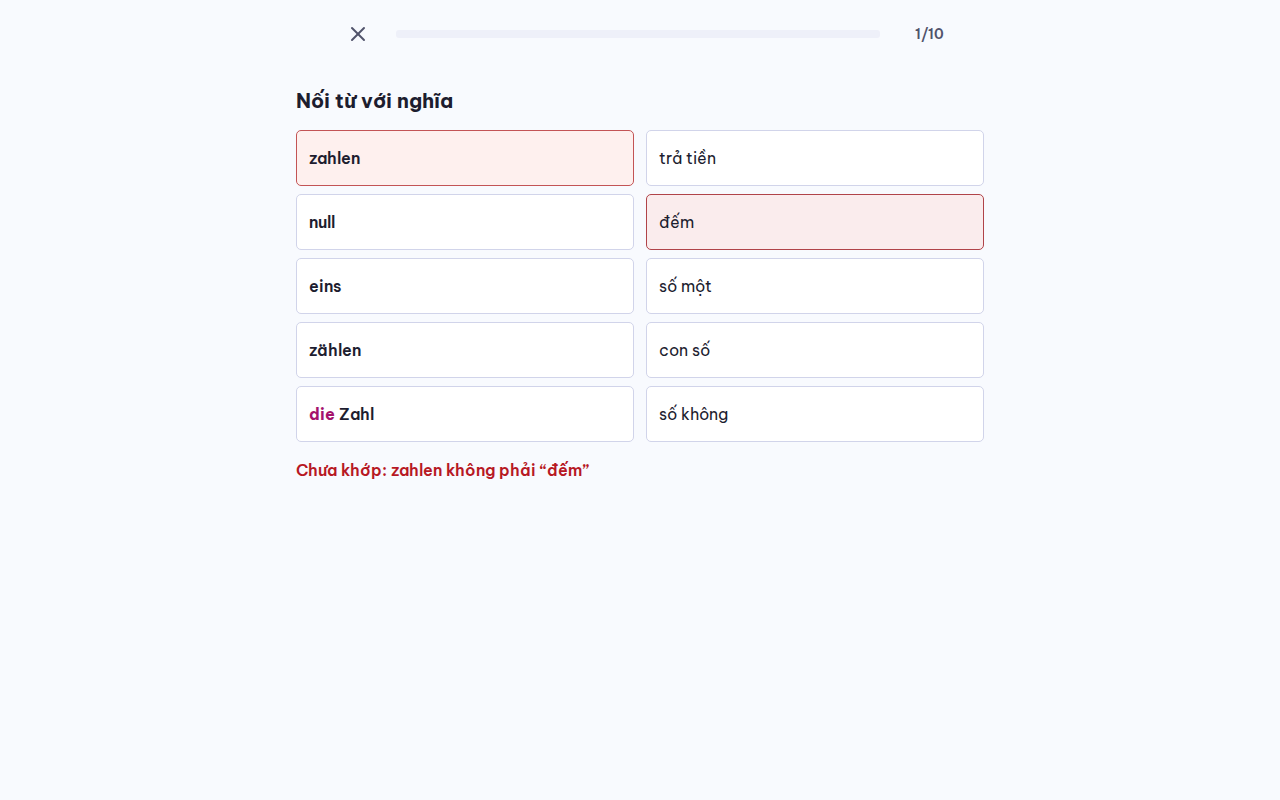 1/10
Nối từ với nghĩa
zahlen
trả tiền
null
đếm
eins
số một
zählen
con số
die Zahl
số không
Chưa khớp: zahlen không phải “đếm”